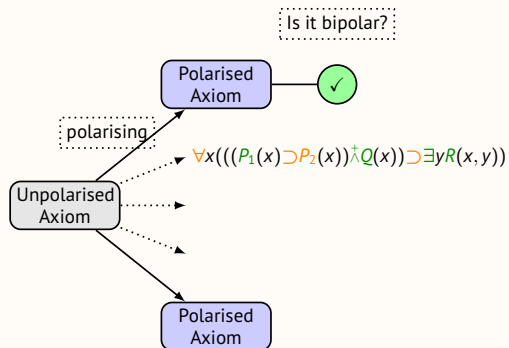 Is it bipolar?
Polarised
Axiom
✓
polarising
∀x(((P₁(x)⊃P₂(x))∧⁺Q(x))⊃∃yR(x,y))
Unpolarised
Axiom
Polarised
Axiom